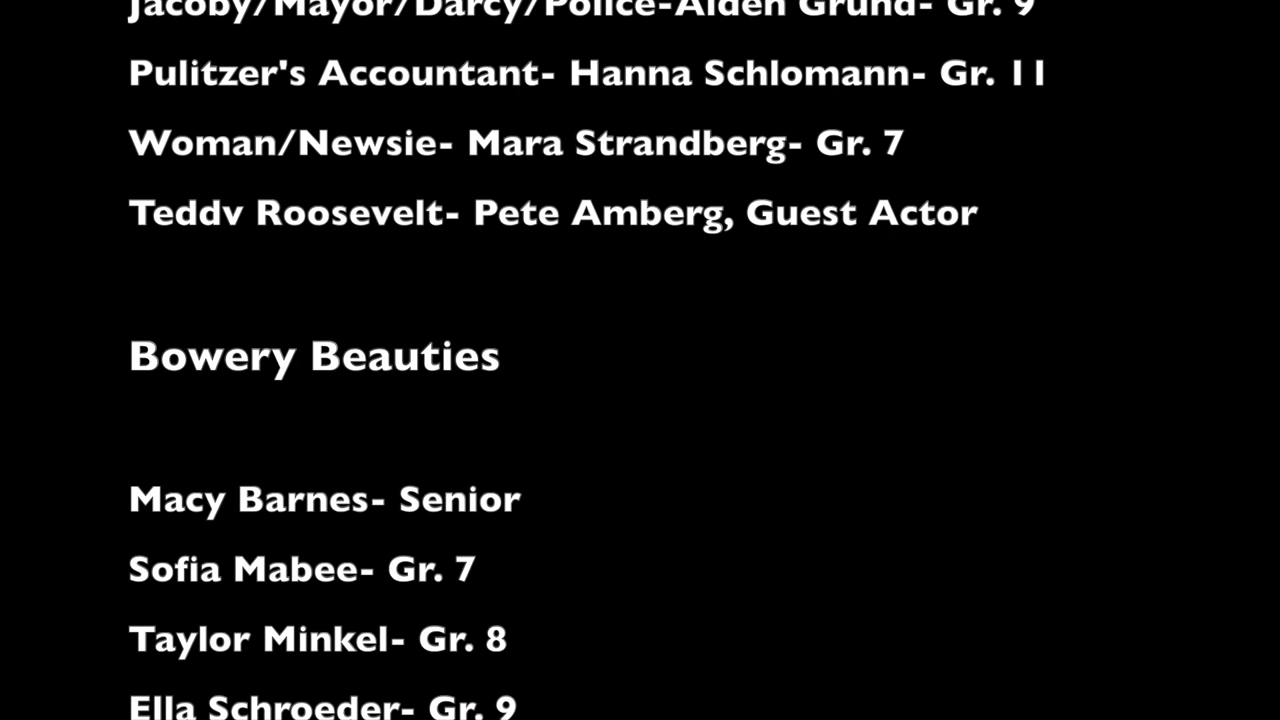 Jacoby/Mayor/Darcy/Police-Aiden Grund- Gr. 9
Pulitzer's Accountant- Hanna Schlomann- Gr. 11
Woman/Newsie- Mara Strandberg- Gr. 7
Teddy Roosevelt- Pete Amberg, Guest Actor
Bowery Beauties
Macy Barnes- Senior
Sofia Mabee- Gr. 7
Taylor Minkel- Gr. 8
Ella Schroeder- Gr. 9